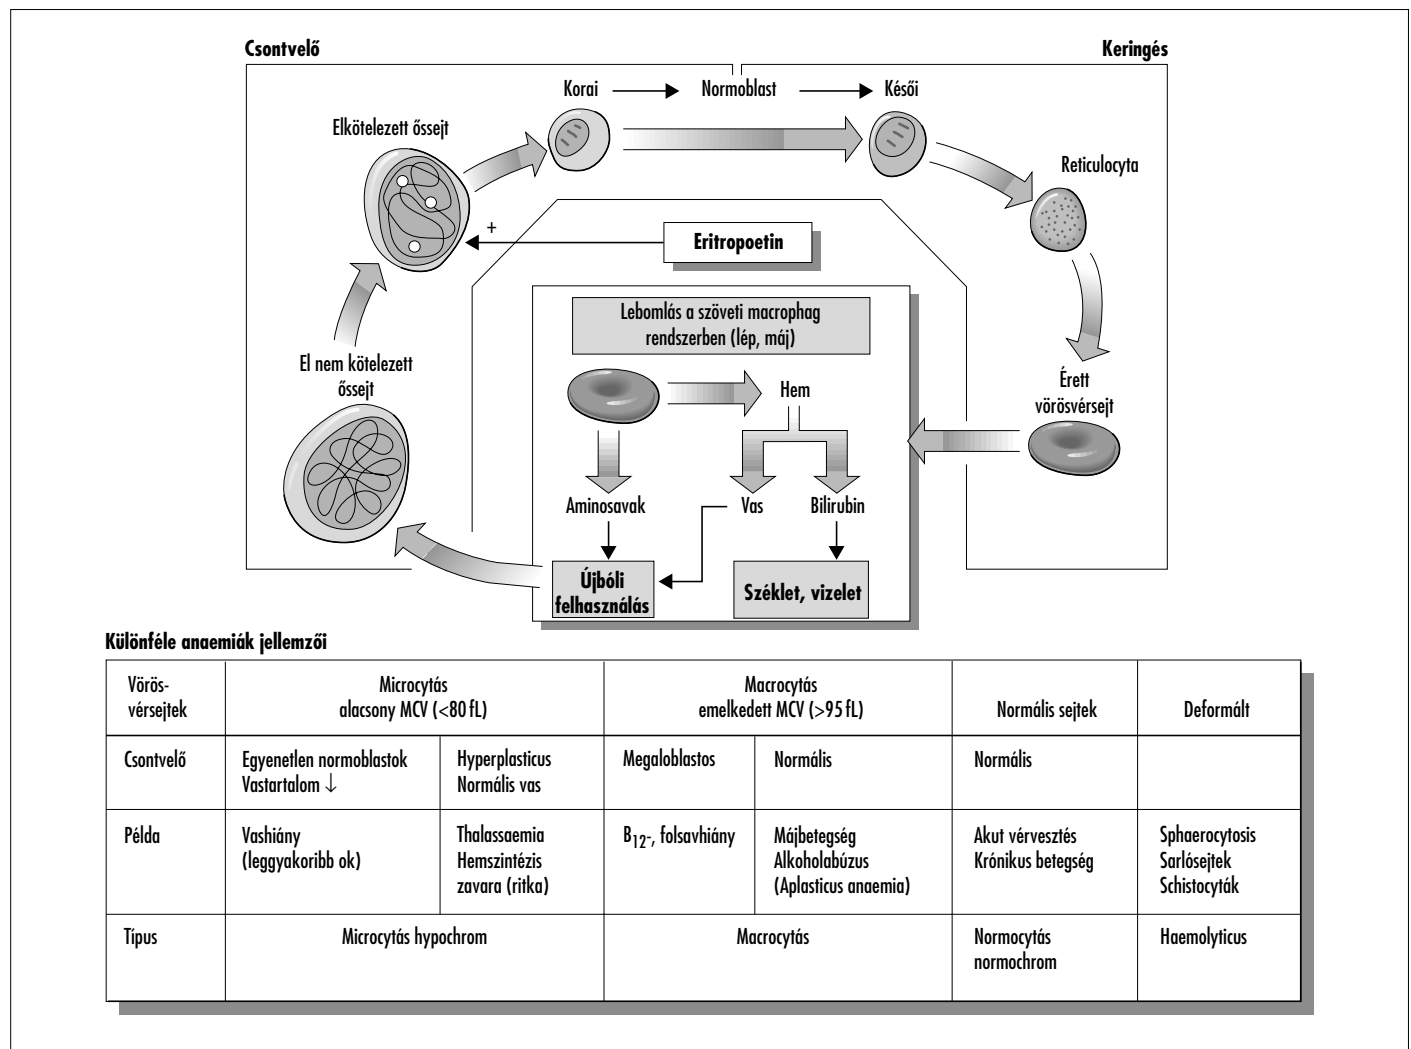 Csontvelő
Keringés
Korai
Normoblast
Késői
Elkötelezett őssejt
Reticulocyta
+
Eritropoetin
Lebomlás a szöveti macrophag
rendszerben (lép, máj)
El nem kötelezett
őssejt
Hem
Érett
vörösvérsejt
Aminosavak
Vas
Bilirubin
Újbóli
felhasználás
Széklet, vizelet
Különféle anaemiák jellemzői
Vörös-
vérsejtek
Microcytás
alacsony MCV (<80 fL)
Macrocytás
emelkedett MCV (>95 fL)
Normális sejtek
Deformált
Csontvelő
Egyenetlen normoblastok
Vastartalom ↓
Hyperplasticus
Normális vas
Megaloblastos
Normális
Normális
Példa
Vashiány
(leggyakoribb ok)
Thalassaemia
Hemszintézis
zavara (ritka)
B12-, folsavhiány
Májbetegség
Alkoholabúzus
(Aplasticus anaemia)
Akut vérvesztés
Krónikus betegség
Sphaerocytosis
Sarlósejtek
Schistocyták
Típus
Microcytás hypochrom
Macrocytás
Normocytás
normochrom
Haemolyticus